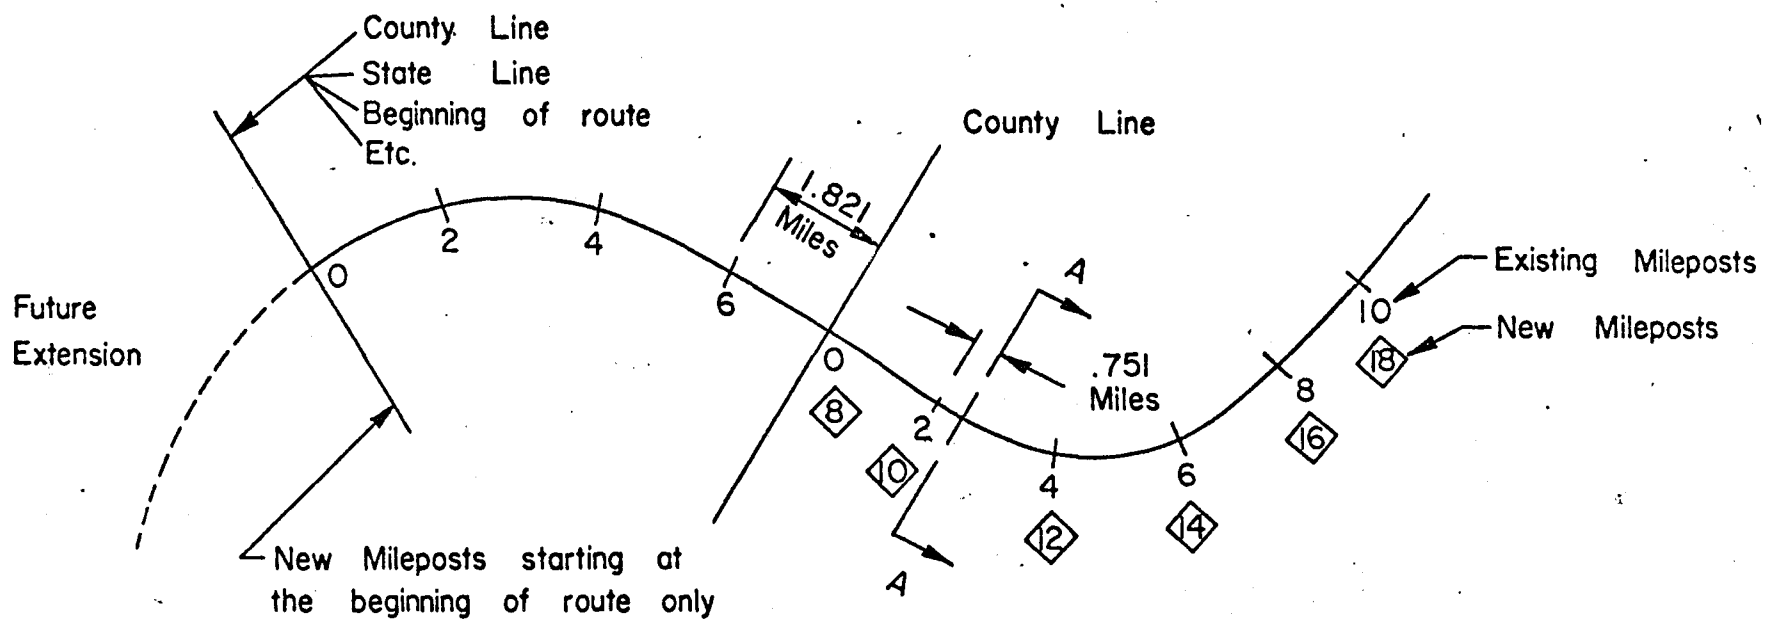 County Line
State Line
Beginning of route
Etc.
County Line
1.821
Miles
2
4
0
6
A
Existing Mileposts
10
New Mileposts
18
Future
Extension
0
.751
Miles
8
2
8
16
10
4
6
12
14
A
New Mileposts starting at
the beginning of route only